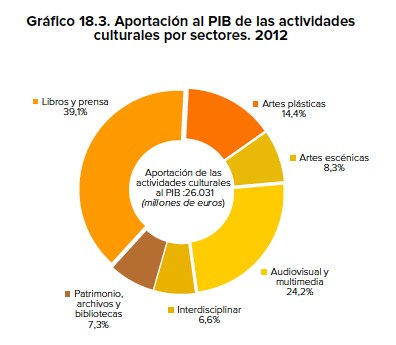 Gráfico 18.3. Aportación al PIB de las actividades
culturales por sectores. 2012
Libros y prensa
39,1%
Artes plásticas
14,4%
Artes escénicas
8,3%
Aportación de las
actividades culturales
al PIB :26.031
(millones de euros)
Audiovisual y
multimedia
24,2%
Patrimonio,
archivos y
bibliotecas
7,3%
Interdisciplinar
6,6%